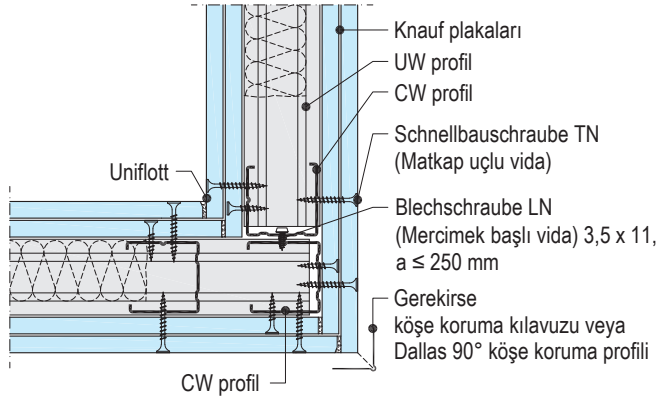 Knauf plakaları
UW profil
CW profil
Schnellbauschraube TN
(Matkap uçlu vida)
Uniflott
Blechschraube LN
(Mercimek başlı vida) 3,5 x 11,
a ≤ 250 mm
Gerekirse
köşe koruma kılavuzu veya
Dallas 90° köşe koruma profili
CW profil